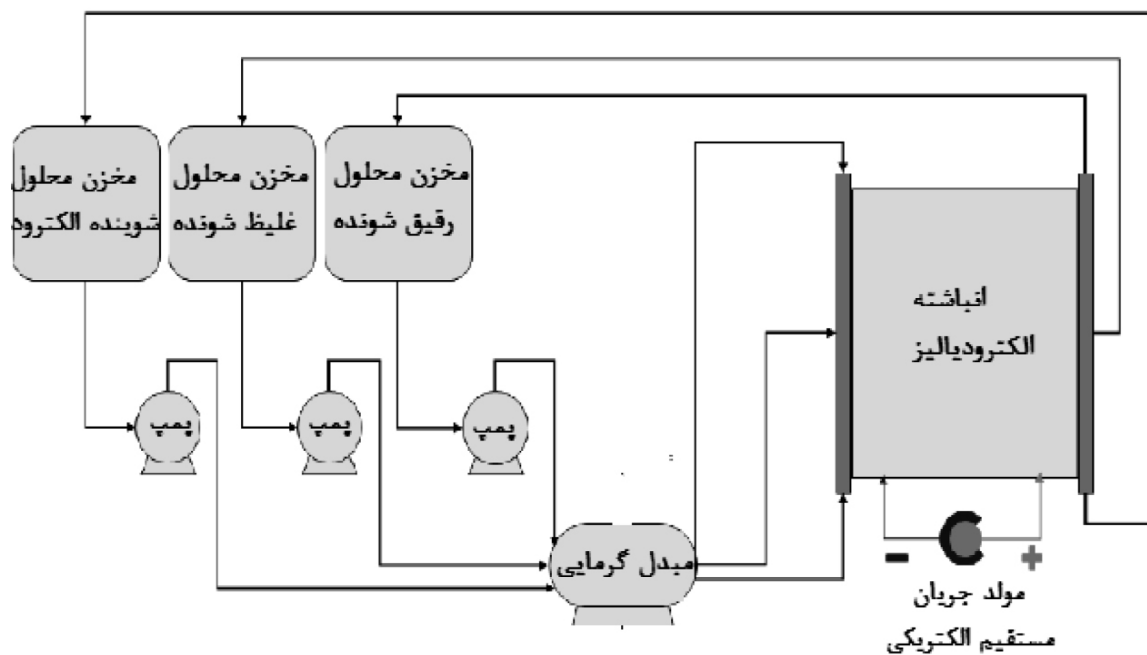 مخزن محلول
شوینده الکترود
مخزن محلول
غلیظ شونده
مخزن محلول
رقیق شونده
انباشته
الکترودیالیز
پمپ
پمپ
پمپ
مبدل گرمایی
- +
مولد جریان
مستقیم الکتریکی